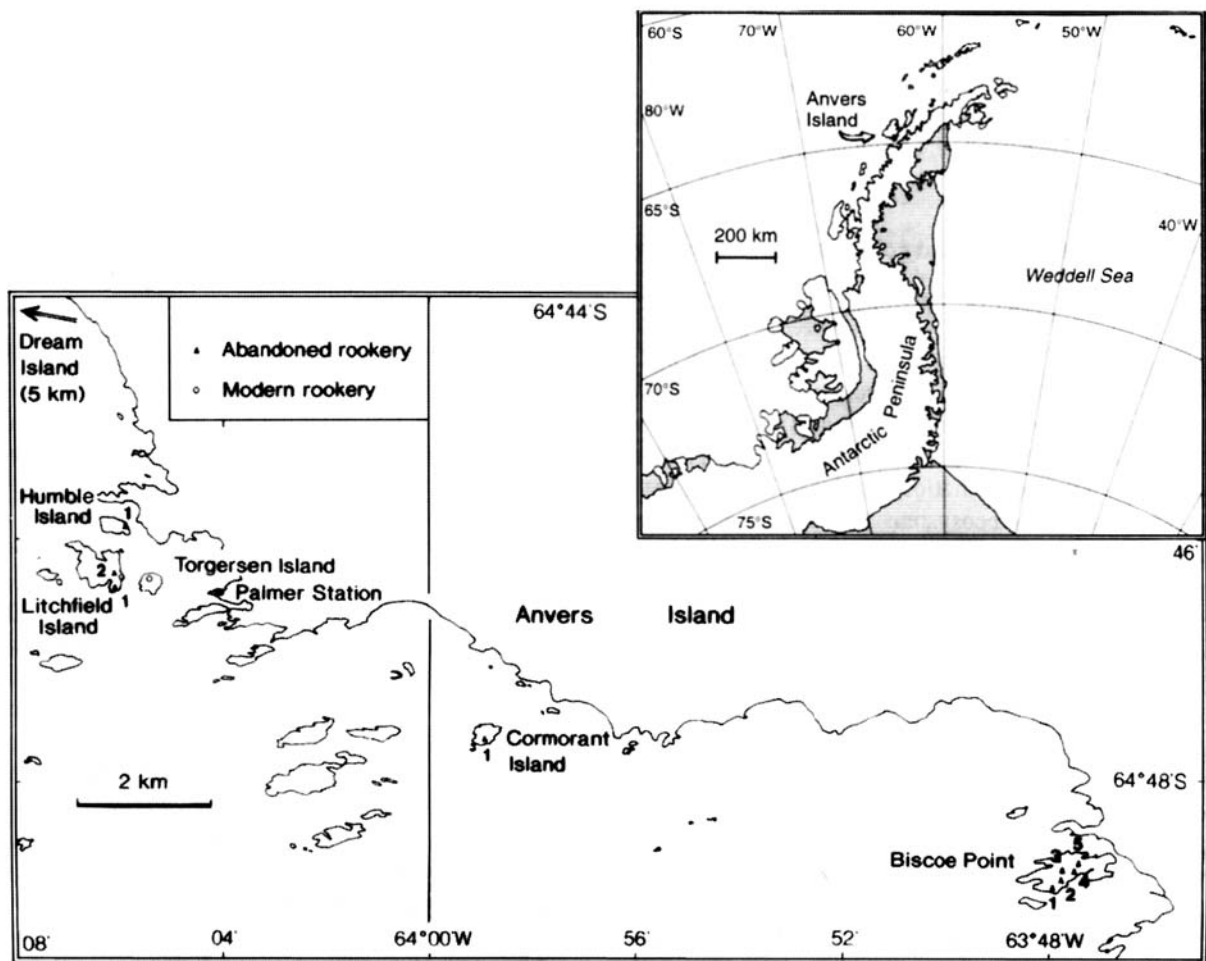 60°S
70°W
60°W
50°W
80°W
Anvers
Island
65°S
200 km
40°W
Weddell Sea
70°S
Antarctic Peninsula
75°S
Dream
Island
(5 km)
▲ Abandoned rookery
○ Modern rookery
64°44'S
46'
Humble
Island
1
2
1
Litchfield
Island
Torgersen Island
Palmer Station
Anvers Island
1
Cormorant
Island
2 km
64°48'S
Biscoe Point
3
5
4
1
2
08'
04'
64°00'W
56'
52'
63°48'W